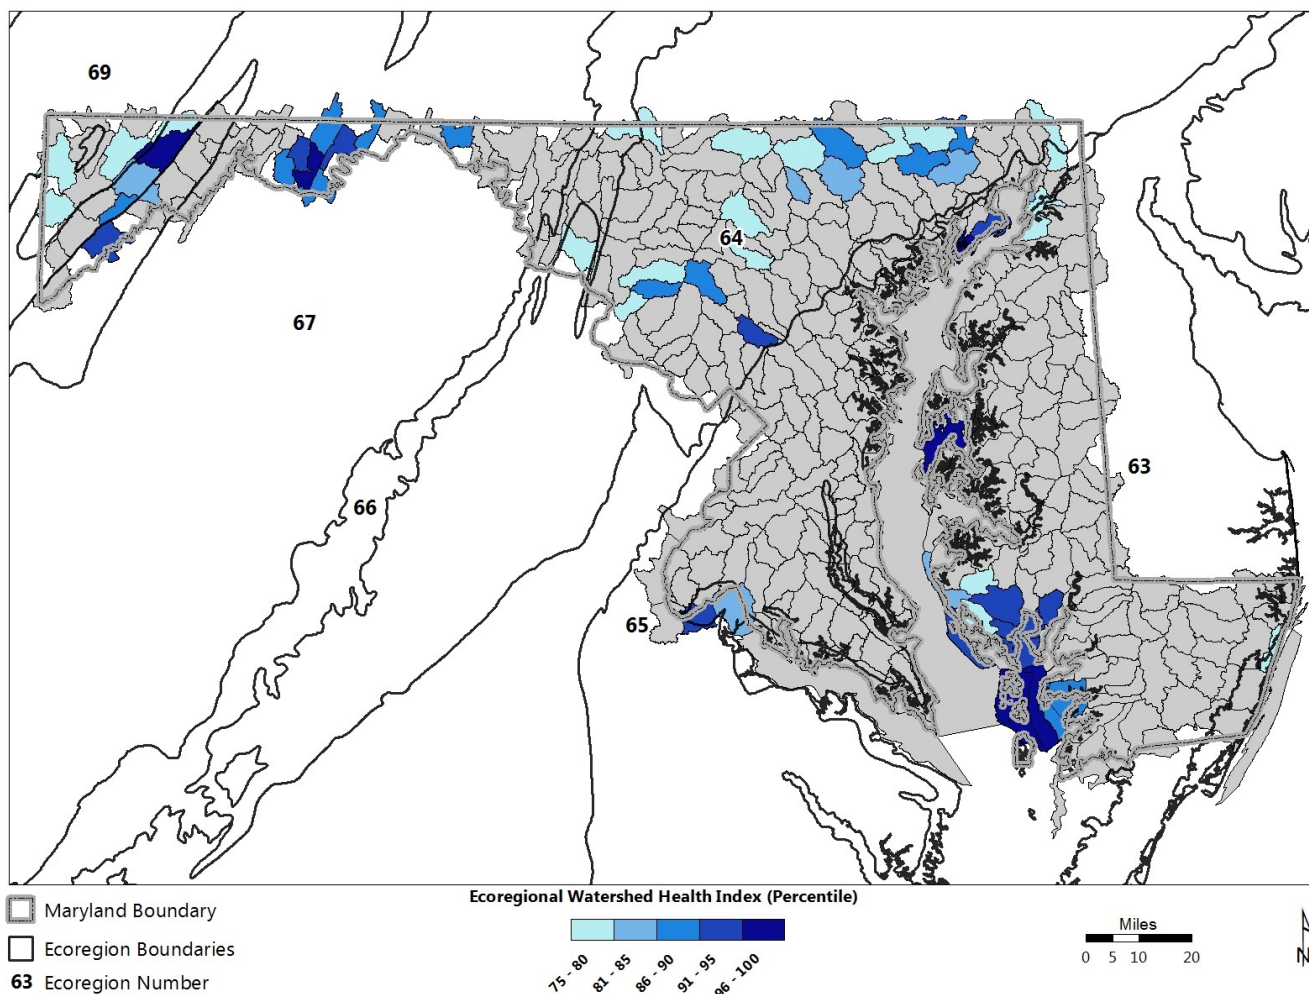 69
64
67
63
66
65
Ecoregional Watershed Health Index (Percentile)
75 - 80
81 - 85
86 - 90
91 - 95
96 - 100
Maryland Boundary
Ecoregion Boundaries
63 Ecoregion Number
Miles
0 5 10 20
N